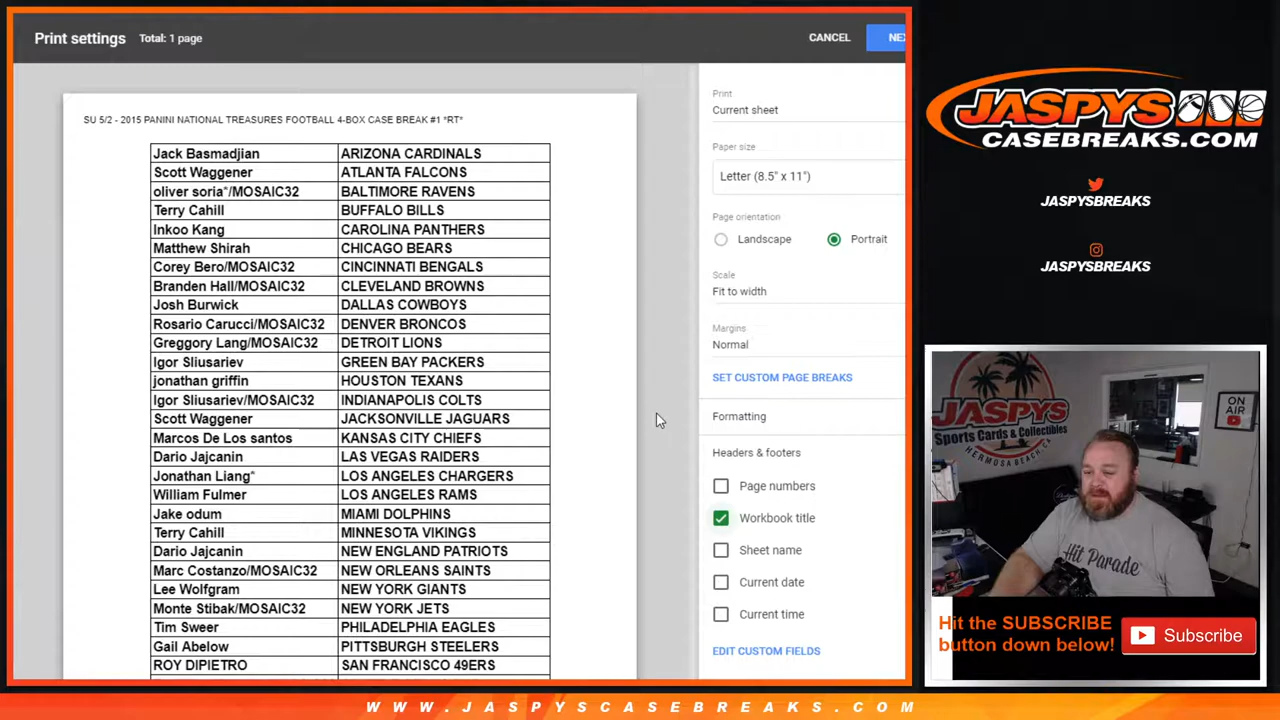 Print settings Total: 1 page CANCEL NE
SU 5/2 - 2015 PANINI NATIONAL TREASURES FOOTBALL 4-BOX CASE BREAK #1 *RT*
Jack Basmadjian ARIZONA CARDINALS
Scott Waggener ATLANTA FALCONS
oliver soria*/MOSAIC32 BALTIMORE RAVENS
Terry Cahill BUFFALO BILLS
Inkoo Kang CAROLINA PANTHERS
Matthew Shirah CHICAGO BEARS
Corey Bero/MOSAIC32 CINCINNATI BENGALS
Branden Hall/MOSAIC32 CLEVELAND BROWNS
Josh Burwick DALLAS COWBOYS
Rosario Carucci/MOSAIC32 DENVER BRONCOS
Greggory Lang/MOSAIC32 DETROIT LIONS
Igor Sliusariev GREEN BAY PACKERS
jonathan griffin HOUSTON TEXANS
Igor Sliusariev/MOSAIC32 INDIANAPOLIS COLTS
Scott Waggener JACKSONVILLE JAGUARS
Marcos De Los santos KANSAS CITY CHIEFS
Dario Jajcanin LAS VEGAS RAIDERS
Jonathan Liang* LOS ANGELES CHARGERS
William Fulmer LOS ANGELES RAMS
Jake odum MIAMI DOLPHINS
Terry Cahill MINNESOTA VIKINGS
Dario Jajcanin NEW ENGLAND PATRIOTS
Marc Costanzo/MOSAIC32 NEW ORLEANS SAINTS
Lee Wolfgram NEW YORK GIANTS
Monte Stibak/MOSAIC32 NEW YORK JETS
Tim Sweer PHILADELPHIA EAGLES
Gail Abelow PITTSBURGH STEELERS
ROY DIPIETRO SAN FRANCISCO 49ERS
Print
Current sheet
Paper size
Letter (8.5" x 11")
Page orientation
Landscape Portrait
Scale
Fit to width
Margins
Normal
SET CUSTOM PAGE BREAKS
Formatting
Headers & footers
Page numbers
Workbook title
Sheet name
Current date
Current time
EDIT CUSTOM FIELDS
JASPYS
CASEBREAKS.COM
JASPYSBREAKS
JASPYSBREAKS
JASPYS
Sports Cards & Collectibles
HERMOSA BEACH, CA
ON
AIR
Hit Parade
Hit the SUBSCRIBE
button down below!
Subscribe
WWW.JASPYSCASEBREAKS.COM